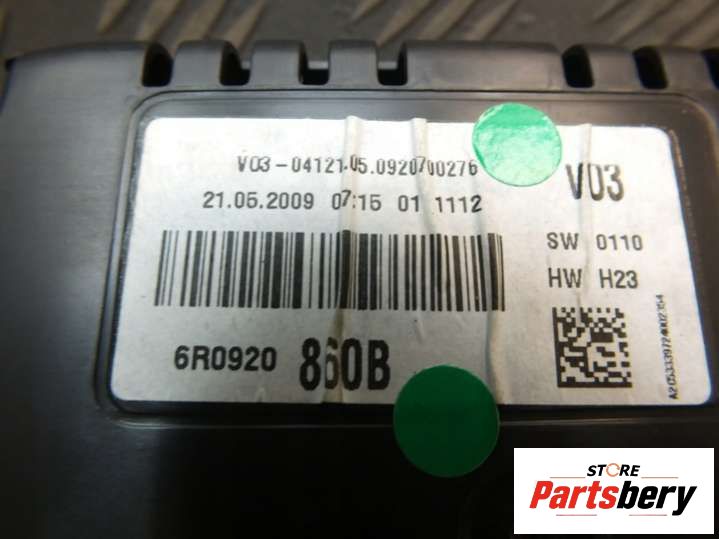 V03-04121.05.0920700276
V03
21.05.2009 07:15 01 1112
SW 0110
HW H23
6R0920 860B
A2C53339724002354
STORE
Partsbery